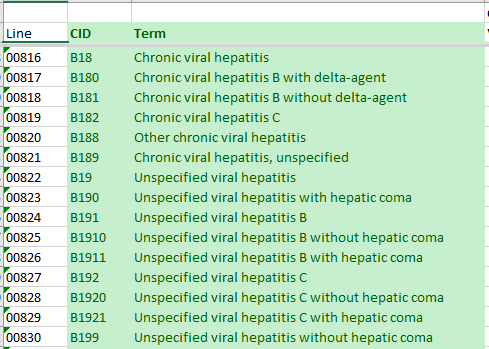 Line CID Term
00816 B18 Chronic viral hepatitis
00817 B180 Chronic viral hepatitis B with delta-agent
00818 B181 Chronic viral hepatitis B without delta-agent
00819 B182 Chronic viral hepatitis C
00820 B188 Other chronic viral hepatitis
00821 B189 Chronic viral hepatitis, unspecified
00822 B19 Unspecified viral hepatitis
00823 B190 Unspecified viral hepatitis with hepatic coma
00824 B191 Unspecified viral hepatitis B
00825 B1910 Unspecified viral hepatitis B without hepatic coma
00826 B1911 Unspecified viral hepatitis B with hepatic coma
00827 B192 Unspecified viral hepatitis C
00828 B1920 Unspecified viral hepatitis C without hepatic coma
00829 B1921 Unspecified viral hepatitis C with hepatic coma
00830 B199 Unspecified viral hepatitis without hepatic coma